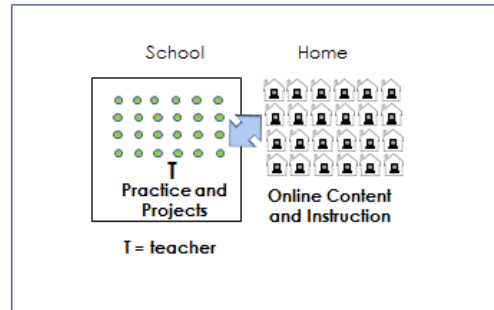 School
Home
T
Practice and
Projects
Online Content
and Instruction
T = teacher